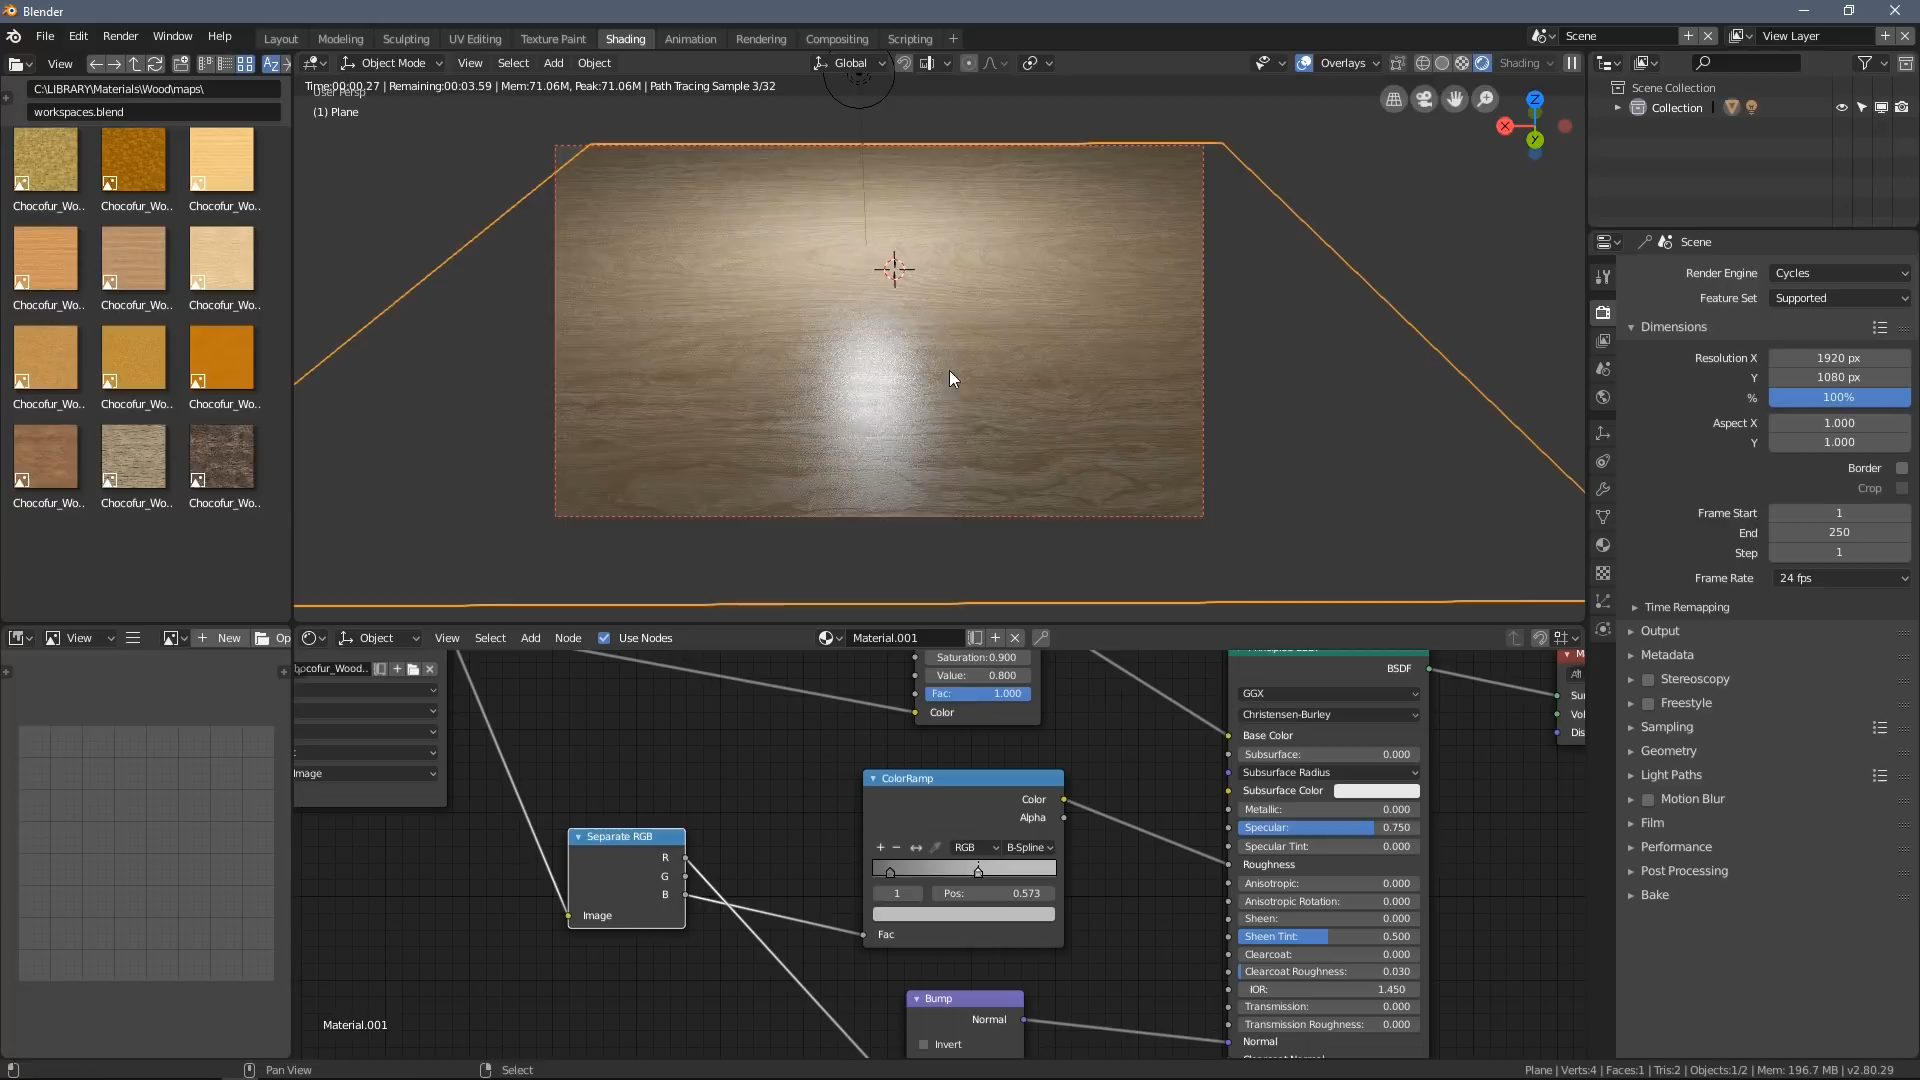 Blender
File Edit Render Window Help
Layout Modeling Sculpting UV Editing Texture Paint Shading Animation Rendering Compositing Scripting +
Scene
View Layer
View
Object Mode View Select Add Object
Global
Overlays
Shading
C:\LIBRARY\Materials\Wood\maps\
workspaces.blend
Chocofur_Wo.. Chocofur_Wo.. Chocofur_Wo..
Chocofur_Wo.. Chocofur_Wo.. Chocofur_Wo..
Chocofur_Wo.. Chocofur_Wo.. Chocofur_Wo..
Chocofur_Wo.. Chocofur_Wo.. Chocofur_Wo..
Time:00:00.27 | Remaining:00:03.59 | Mem:71.06M, Peak:71.06M | Path Tracing Sample 3/32
User Persp
(1) Plane
Z
X
Y
Scene Collection
Collection
Scene
Render Engine Cycles
Feature Set Supported
Dimensions
Resolution X 1920 px
Y 1080 px
% 100%
Aspect X 1.000
Y 1.000
Border
Crop
Frame Start 1
End 250
Step 1
Frame Rate 24 fps
Time Remapping
Output
Metadata
Stereoscopy
Freestyle
Sampling
Geometry
Light Paths
Motion Blur
Film
Performance
Post Processing
Bake
View
New
Op
Object View Select Add Node Use Nodes
Material.001
ocofur_Wood..
Image
Saturation: 0.900
Value: 0.800
Fac: 1.000
Color
Separate RGB
R
G
B
Image
ColorRamp
Color
Alpha
RGB B-Spline
1 Pos: 0.573
Fac
Bump
Normal
Invert
BSDF
GGX
Christensen-Burley
Base Color
Subsurface: 0.000
Subsurface Radius
Subsurface Color
Metallic: 0.000
Specular: 0.750
Specular Tint: 0.000
Roughness
Anisotropic: 0.000
Anisotropic Rotation: 0.000
Sheen: 0.000
Sheen Tint: 0.500
Clearcoat: 0.000
Clearcoat Roughness: 0.030
IOR: 1.450
Transmission: 0.000
Transmission Roughness: 0.000
Normal
Ma
All
Sur
Vol
Dis
Material.001
Pan View
Select
Plane | Verts:4 | Faces:1 | Tris:2 | Objects:1/2 | Mem: 196.7 MB | v2.80.29